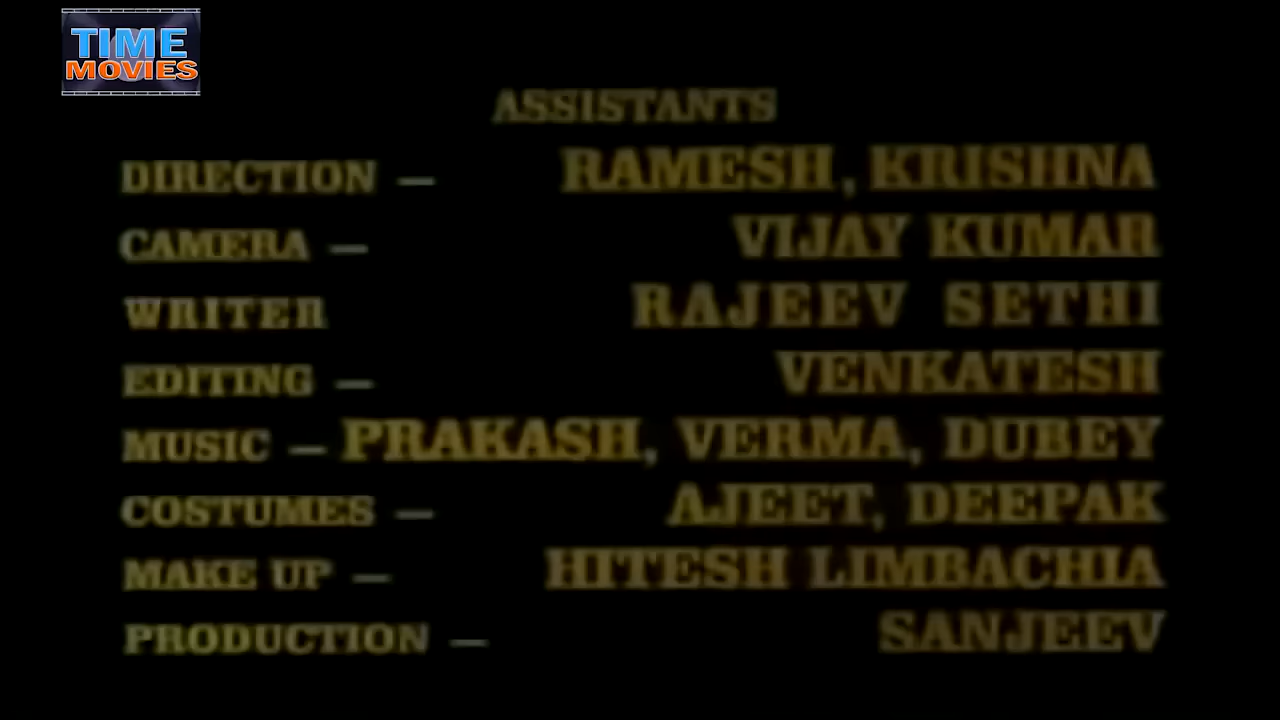 TIME
MOVIES
ASSISTANTS
DIRECTION — RAMESH, KRISHNA
CAMERA — VIJAY KUMAR
WRITER RAJEEV SETHI
EDITING — VENKATESH
MUSIC — PRAKASH, VERMA, DUBEY
COSTUMES — AJEET, DEEPAK
MAKE UP — HITESH LIMBACHIA
PRODUCTION — SANJEEV